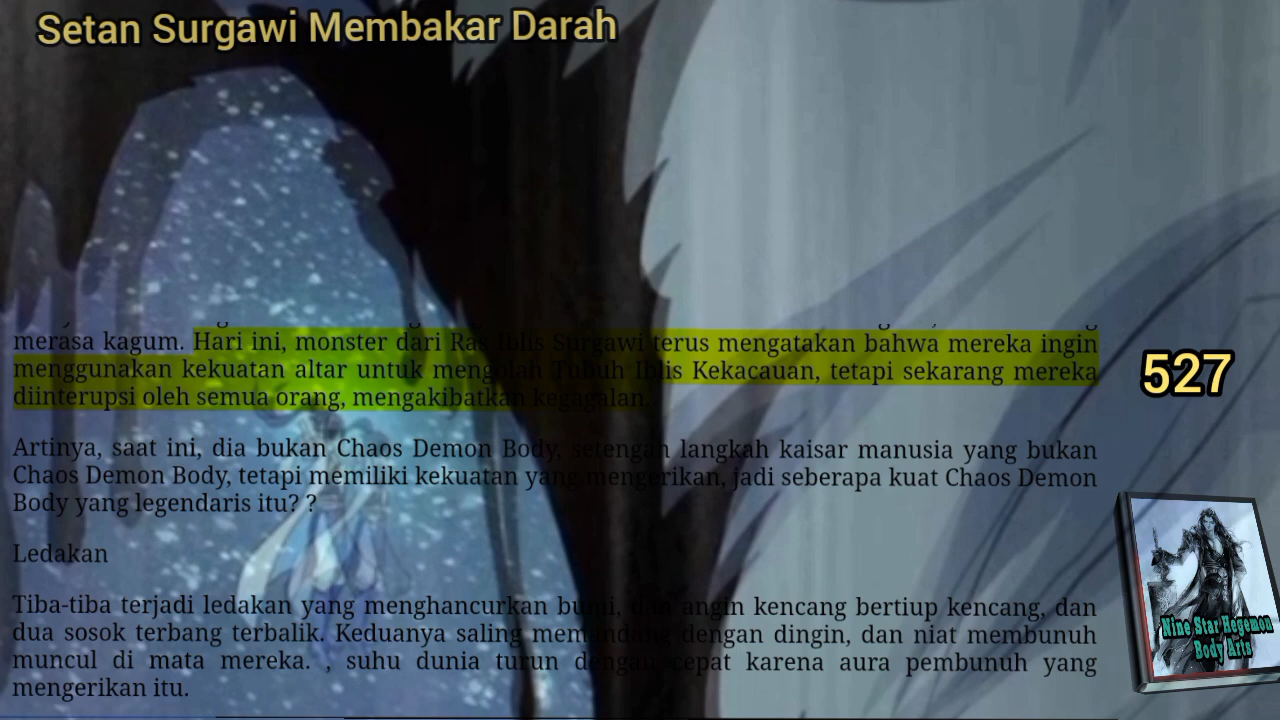 Setan Surgawi Membakar Darah
merasa kagum. Hari ini, monster dari Ras Iblis Surgawi terus mengatakan bahwa mereka ingin
menggunakan kekuatan altar untuk mengolah Tubuh Iblis Kekacauan, tetapi sekarang mereka
diinterupsi oleh semua orang, mengakibatkan kegagalan.
527
Artinya, saat ini, dia bukan Chaos Demon Body, setengah langkah kaisar manusia yang bukan
Chaos Demon Body, tetapi memiliki kekuatan yang mengerikan, jadi seberapa kuat Chaos Demon
Body yang legendaris itu? ?
Ledakan
Tiba-tiba terjadi ledakan yang menghancurkan bumi, dan angin kencang bertiup kencang, dan
dua sosok terbang terbalik. Keduanya saling memandang dengan dingin, dan niat membunuh
muncul di mata mereka. , suhu dunia turun dengan cepat karena aura pembunuh yang
mengerikan itu.
Nine Star Hegemon
Body Arts